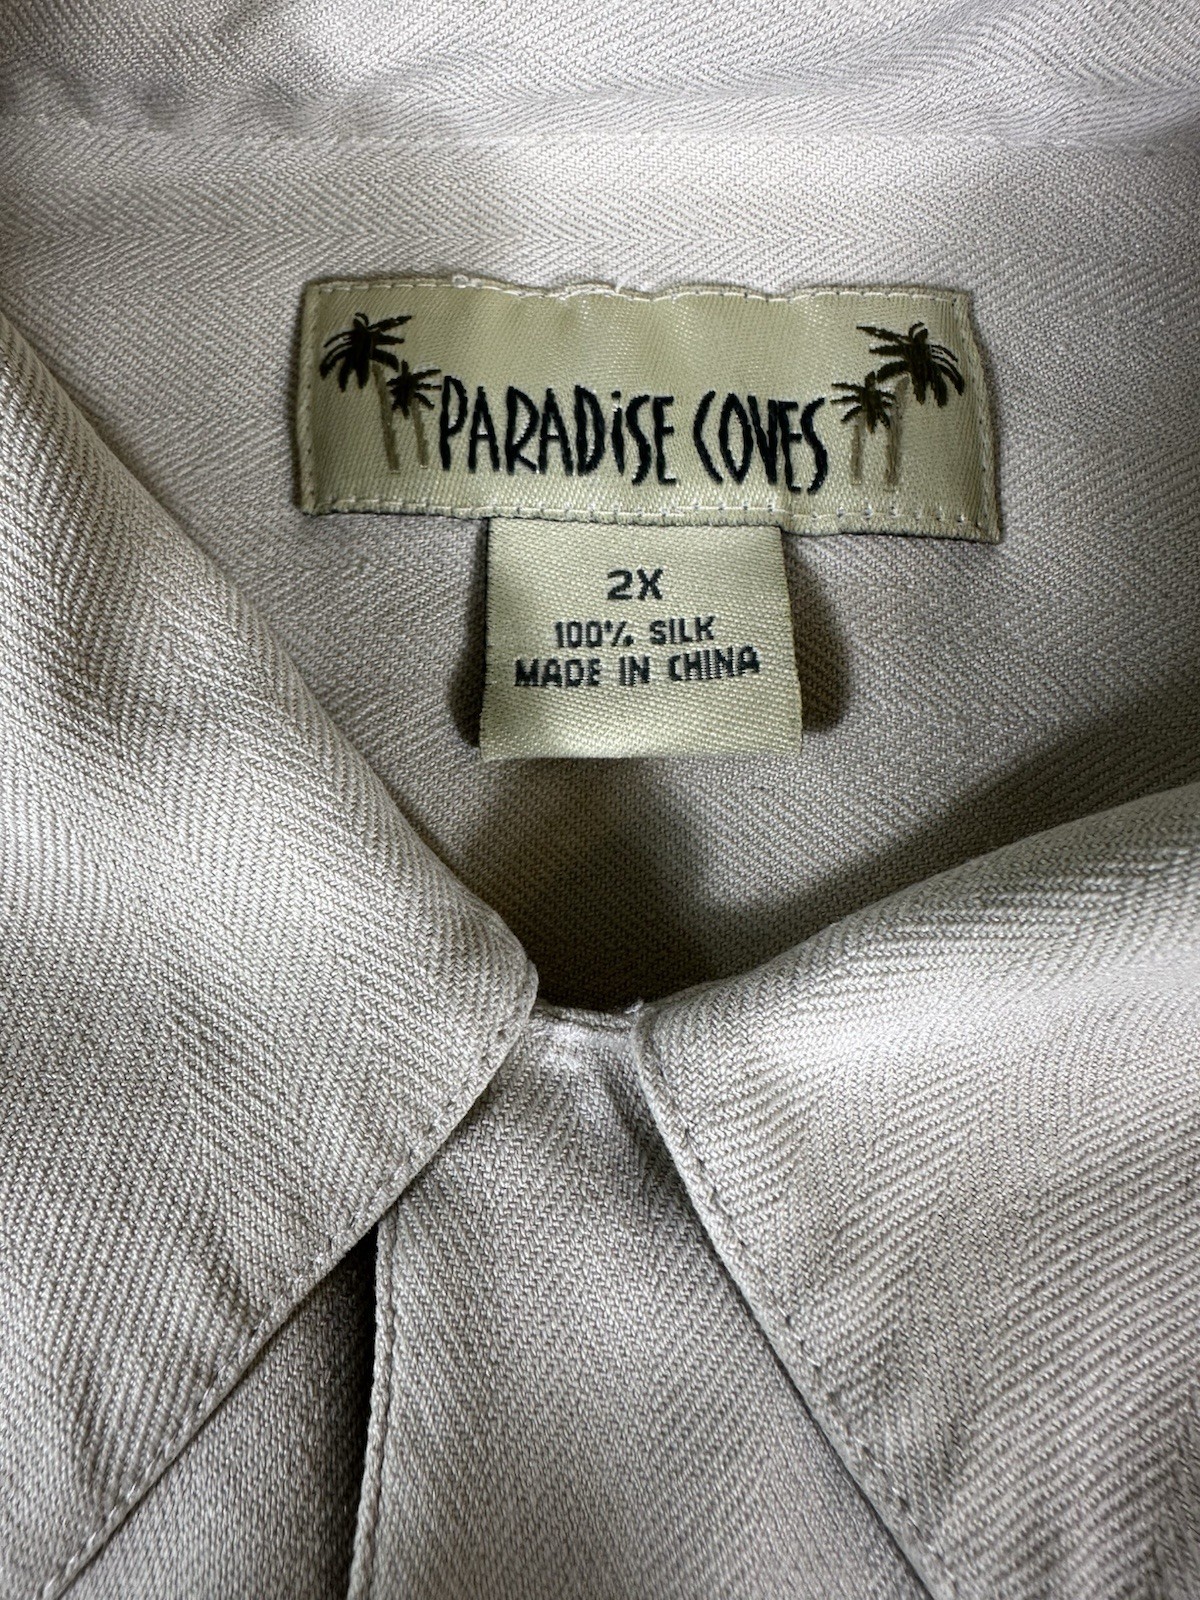 PARADiSE COVES
2X
100% SILK
MADE IN CHINA